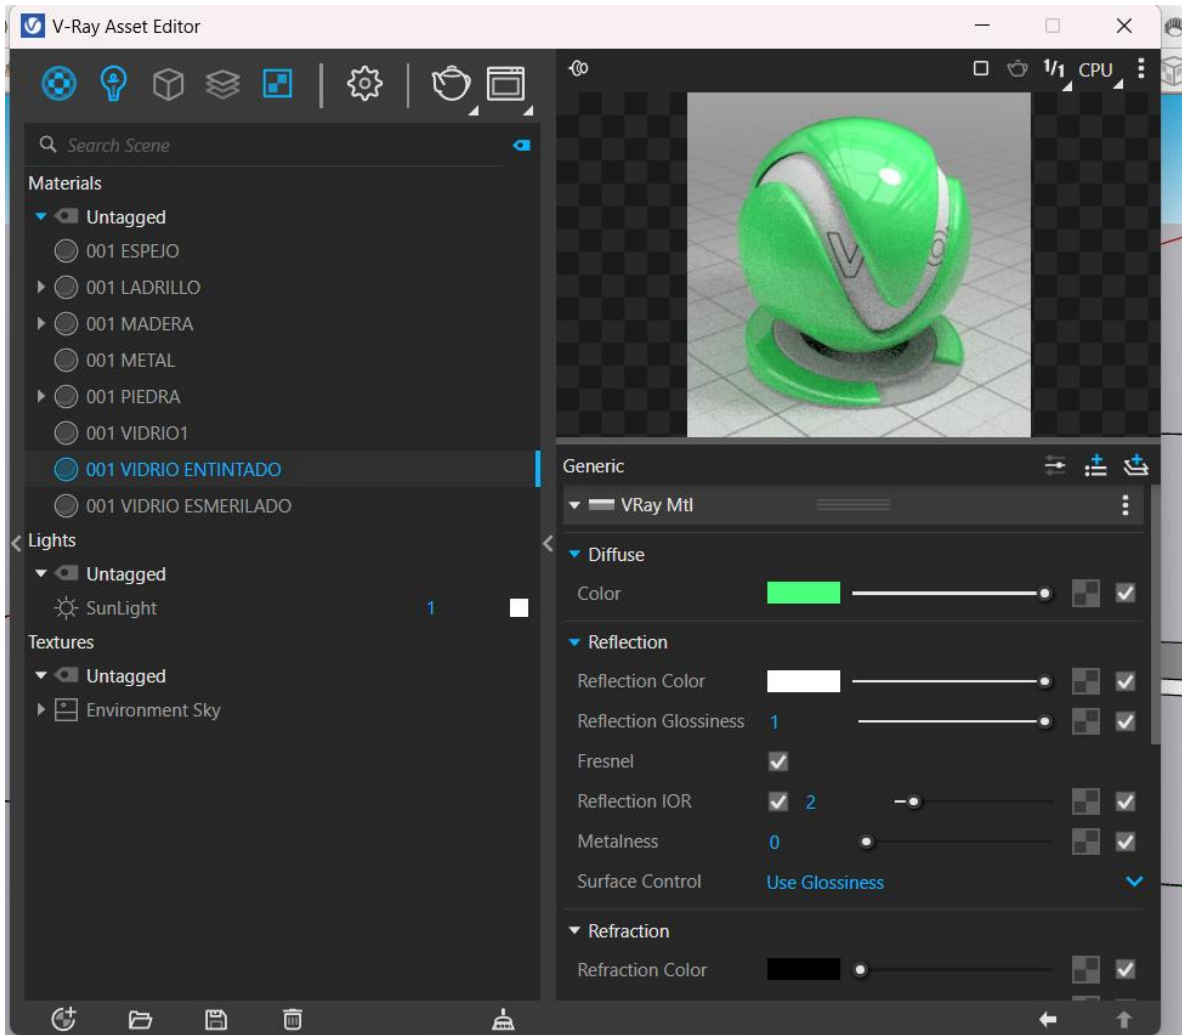 V-Ray Asset Editor
1/1 CPU
Search Scene
Materials
Untagged
001 ESPEJO
001 LADRILLO
001 MADERA
001 METAL
001 PIEDRA
001 VIDRIO1
001 VIDRIO ENTINTADO
001 VIDRIO ESMERILADO
Lights
Untagged
SunLight 1
Textures
Untagged
Environment Sky
Generic
VRay Mtl
Diffuse
Color
Reflection
Reflection Color
Reflection Glossiness 1
Fresnel
Reflection IOR 2
Metalness 0
Surface Control Use Glossiness
Refraction
Refraction Color